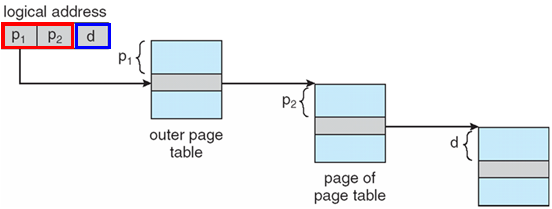 logical address
p1 p2 d
p1
outer page
table
p2
page of
page table
d